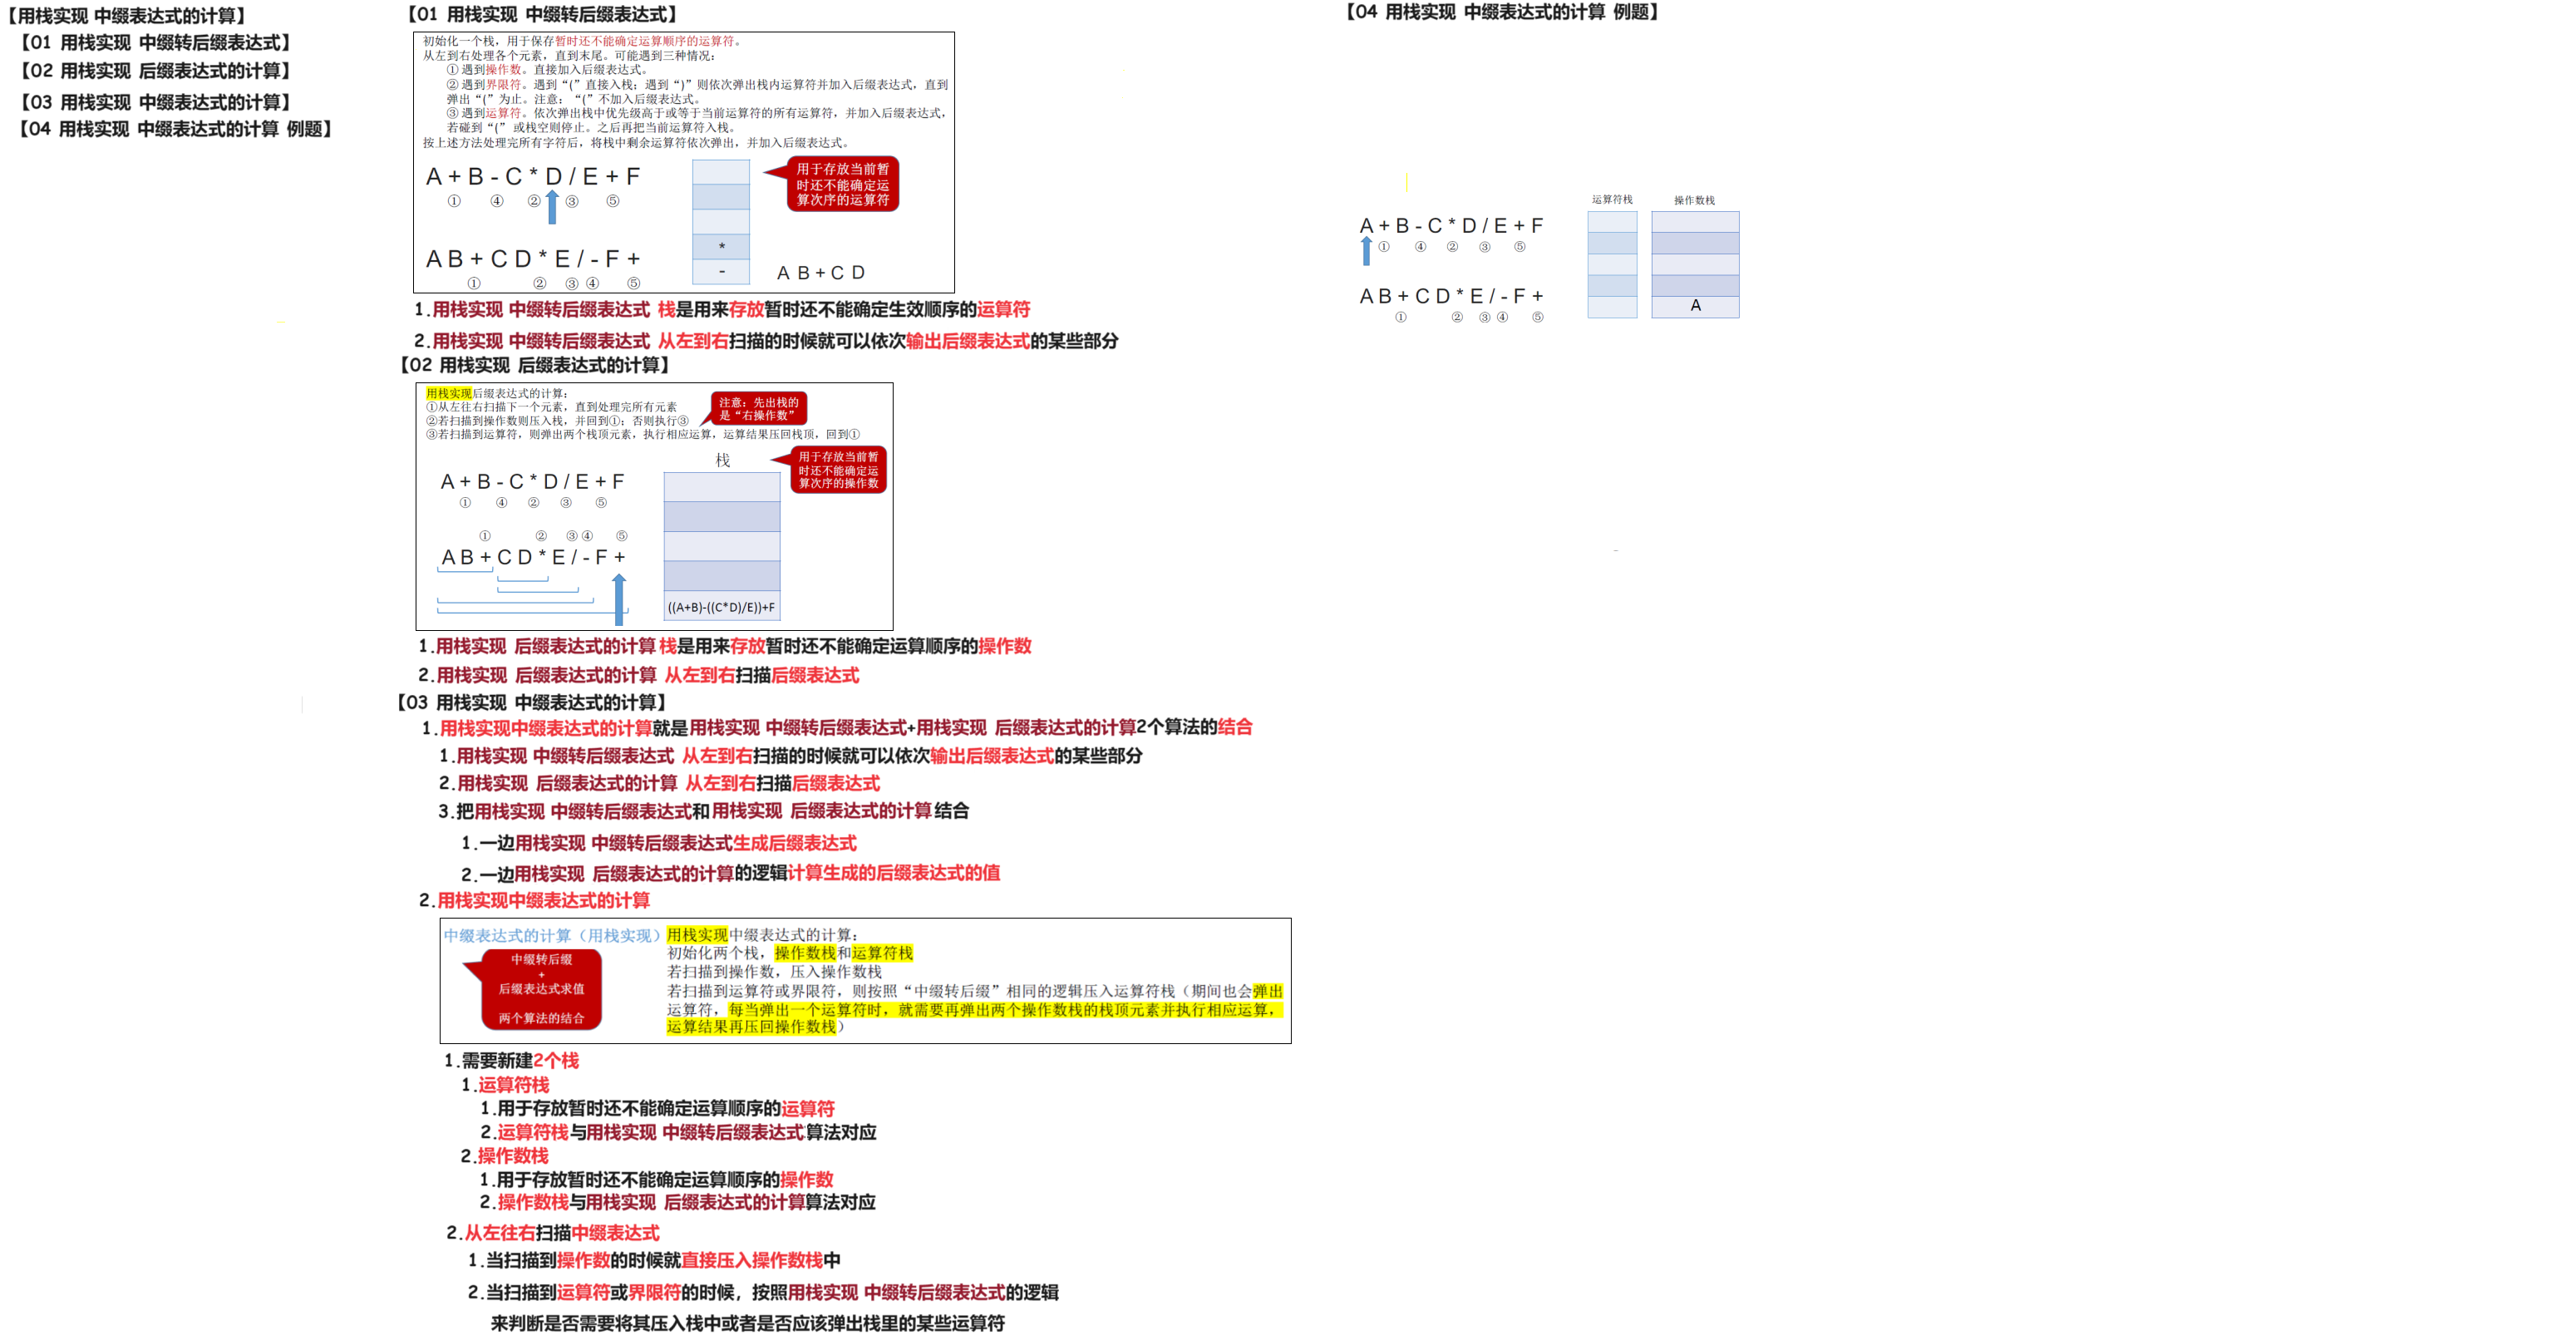 【用栈实现 中缀表达式的计算】
【01 用栈实现 中缀转后缀表达式】
【02 用栈实现 后缀表达式的计算】
【03 用栈实现 中缀表达式的计算】
【04 用栈实现 中缀表达式的计算 例题】
【01 用栈实现 中缀转后缀表达式】
初始化一个栈，用于保存暂时还不能确定运算顺序的运算符。
从左到右处理各个元素，直到末尾。可能遇到三种情况：
① 遇到操作数。直接加入后缀表达式。
② 遇到界限符。遇到“(”直接入栈；遇到“)”则依次弹出栈内运算符并加入后缀表达式，直到
弹出“(”为止。注意：“(”不加入后缀表达式。
③ 遇到运算符。依次弹出栈中优先级高于或等于当前运算符的所有运算符，并加入后缀表达式，
若碰到“(”或栈空则停止。之后再把当前运算符入栈。
按上述方法处理完所有字符后，将栈中剩余运算符依次弹出，并加入后缀表达式。
A + B - C * D / E + F
① ④ ② ③ ⑤
用于存放当前暂
时还不能确定运
算次序的运算符
A B + C D * E / - F +
① ② ③ ④ ⑤
*
-
A B + C D
1.用栈实现 中缀转后缀表达式 栈是用来存放暂时还不能确定生效顺序的运算符
2.用栈实现 中缀转后缀表达式 从左到右扫描的时候就可以依次输出后缀表达式的某些部分
【02 用栈实现 后缀表达式的计算】
用栈实现后缀表达式的计算：
①从左往右扫描下一个元素，直到处理完所有元素
②若扫描到操作数则压入栈，并回到①；否则执行③
③若扫描到运算符，则弹出两个栈顶元素，执行相应运算，运算结果压回栈顶，回到①
注意：先出栈的
是“右操作数”
栈
用于存放当前暂
时还不能确定运
算次序的操作数
A + B - C * D / E + F
① ④ ② ③ ⑤
① ② ③ ④ ⑤
A B + C D * E / - F +
((A+B)-((C*D)/E))+F
1.用栈实现 后缀表达式的计算 栈是用来存放暂时还不能确定运算顺序的操作数
2.用栈实现 后缀表达式的计算 从左到右扫描后缀表达式
【03 用栈实现 中缀表达式的计算】
1.用栈实现中缀表达式的计算就是用栈实现 中缀转后缀表达式+用栈实现 后缀表达式的计算2个算法的结合
1.用栈实现 中缀转后缀表达式 从左到右扫描的时候就可以依次输出后缀表达式的某些部分
2.用栈实现 后缀表达式的计算 从左到右扫描后缀表达式
3.把用栈实现 中缀转后缀表达式和用栈实现 后缀表达式的计算结合
1.一边用栈实现 中缀转后缀表达式生成后缀表达式
2.一边用栈实现 后缀表达式的计算的逻辑计算生成的后缀表达式的值
2.用栈实现中缀表达式的计算
中缀表达式的计算（用栈实现）
中缀转后缀
+
后缀表达式求值
两个算法的结合
用栈实现中缀表达式的计算：
初始化两个栈，操作数栈和运算符栈
若扫描到操作数，压入操作数栈
若扫描到运算符或界限符，则按照“中缀转后缀”相同的逻辑压入运算符栈（期间也会弹出
运算符，每当弹出一个运算符时，就需要再弹出两个操作数栈的栈顶元素并执行相应运算，
运算结果再压回操作数栈）
1.需要新建2个栈
1.运算符栈
1.用于存放暂时还不能确定运算顺序的运算符
2.运算符栈与用栈实现 中缀转后缀表达式算法对应
2.操作数栈
1.用于存放暂时还不能确定运算顺序的操作数
2.操作数栈与用栈实现 后缀表达式的计算算法对应
2.从左往右扫描中缀表达式
1.当扫描到操作数的时候就直接压入操作数栈中
2.当扫描到运算符或界限符的时候，按照用栈实现 中缀转后缀表达式的逻辑
来判断是否需要将其压入栈中或者是否应该弹出栈里的某些运算符
【04 用栈实现 中缀表达式的计算 例题】
运算符栈 操作数栈
A + B - C * D / E + F
① ④ ② ③ ⑤
A B + C D * E / - F +
① ② ③ ④ ⑤
A